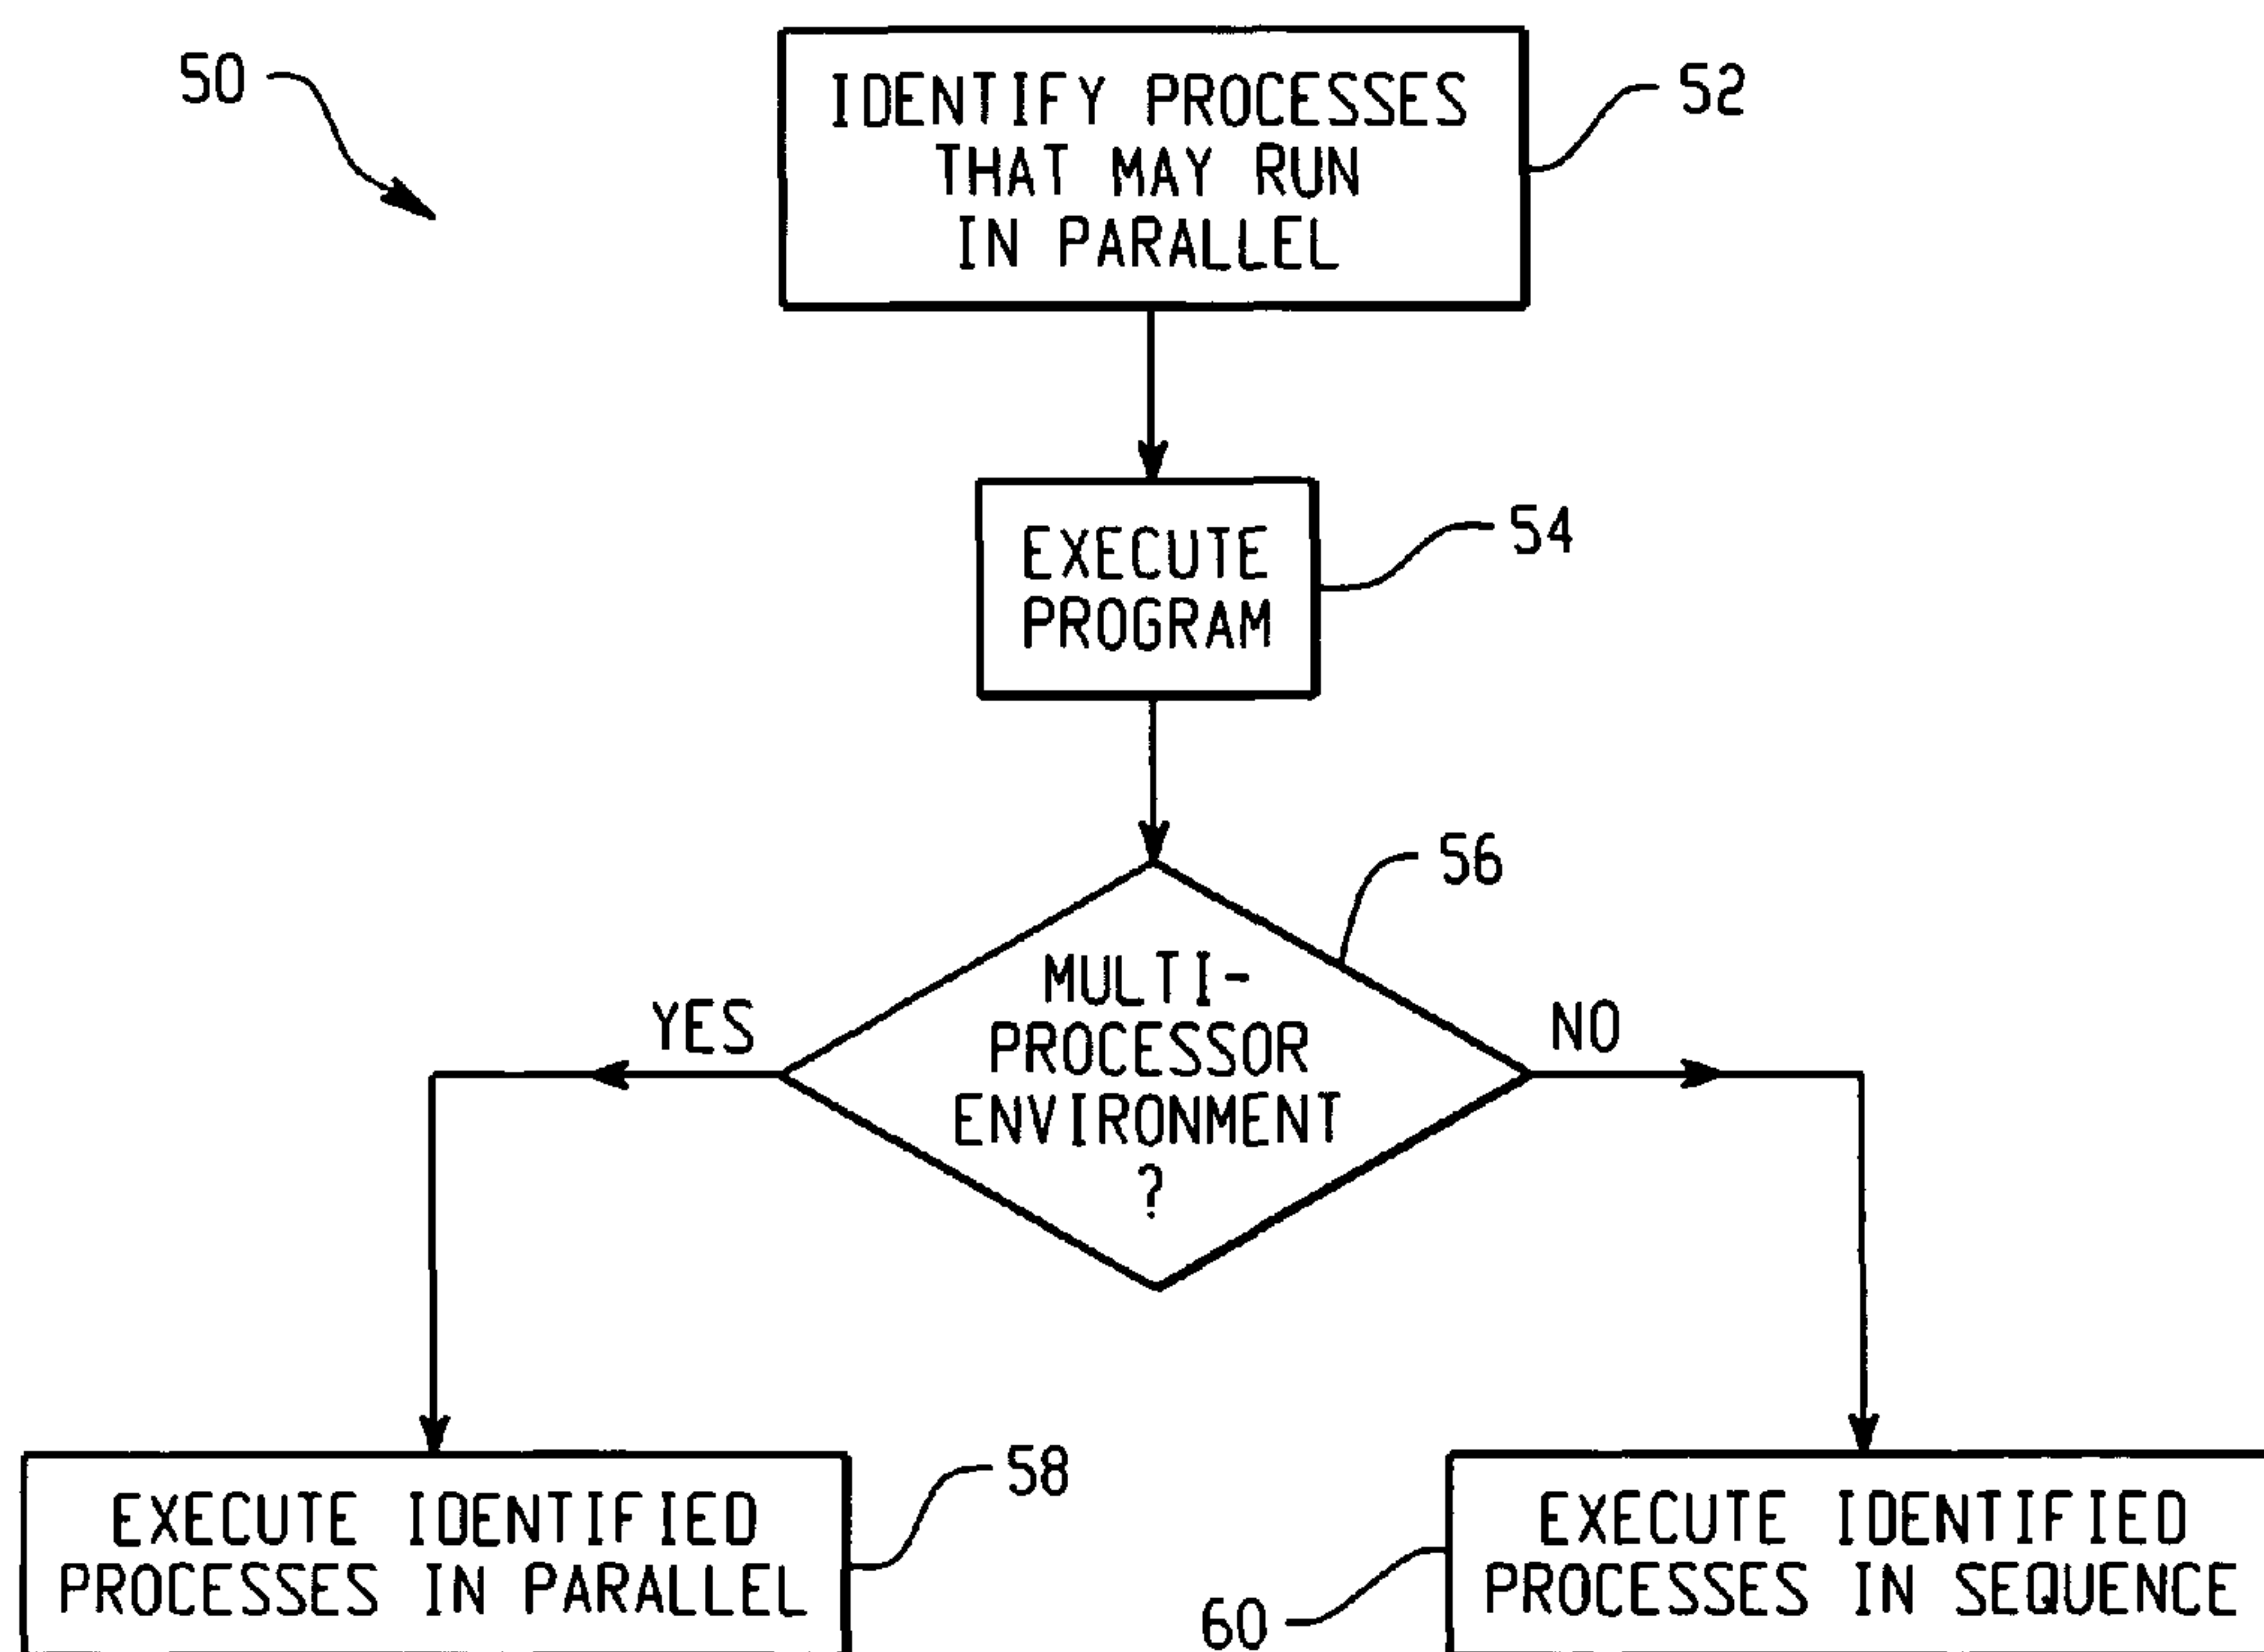 50
IDENTIFY PROCESSES
THAT MAY RUN
IN PARALLEL
52
EXECUTE
PROGRAM
54
56
MULTI-
PROCESSOR
ENVIRONMENT
?
YES
NO
EXECUTE IDENTIFIED
PROCESSES IN PARALLEL
58
EXECUTE IDENTIFIED
PROCESSES IN SEQUENCE
60